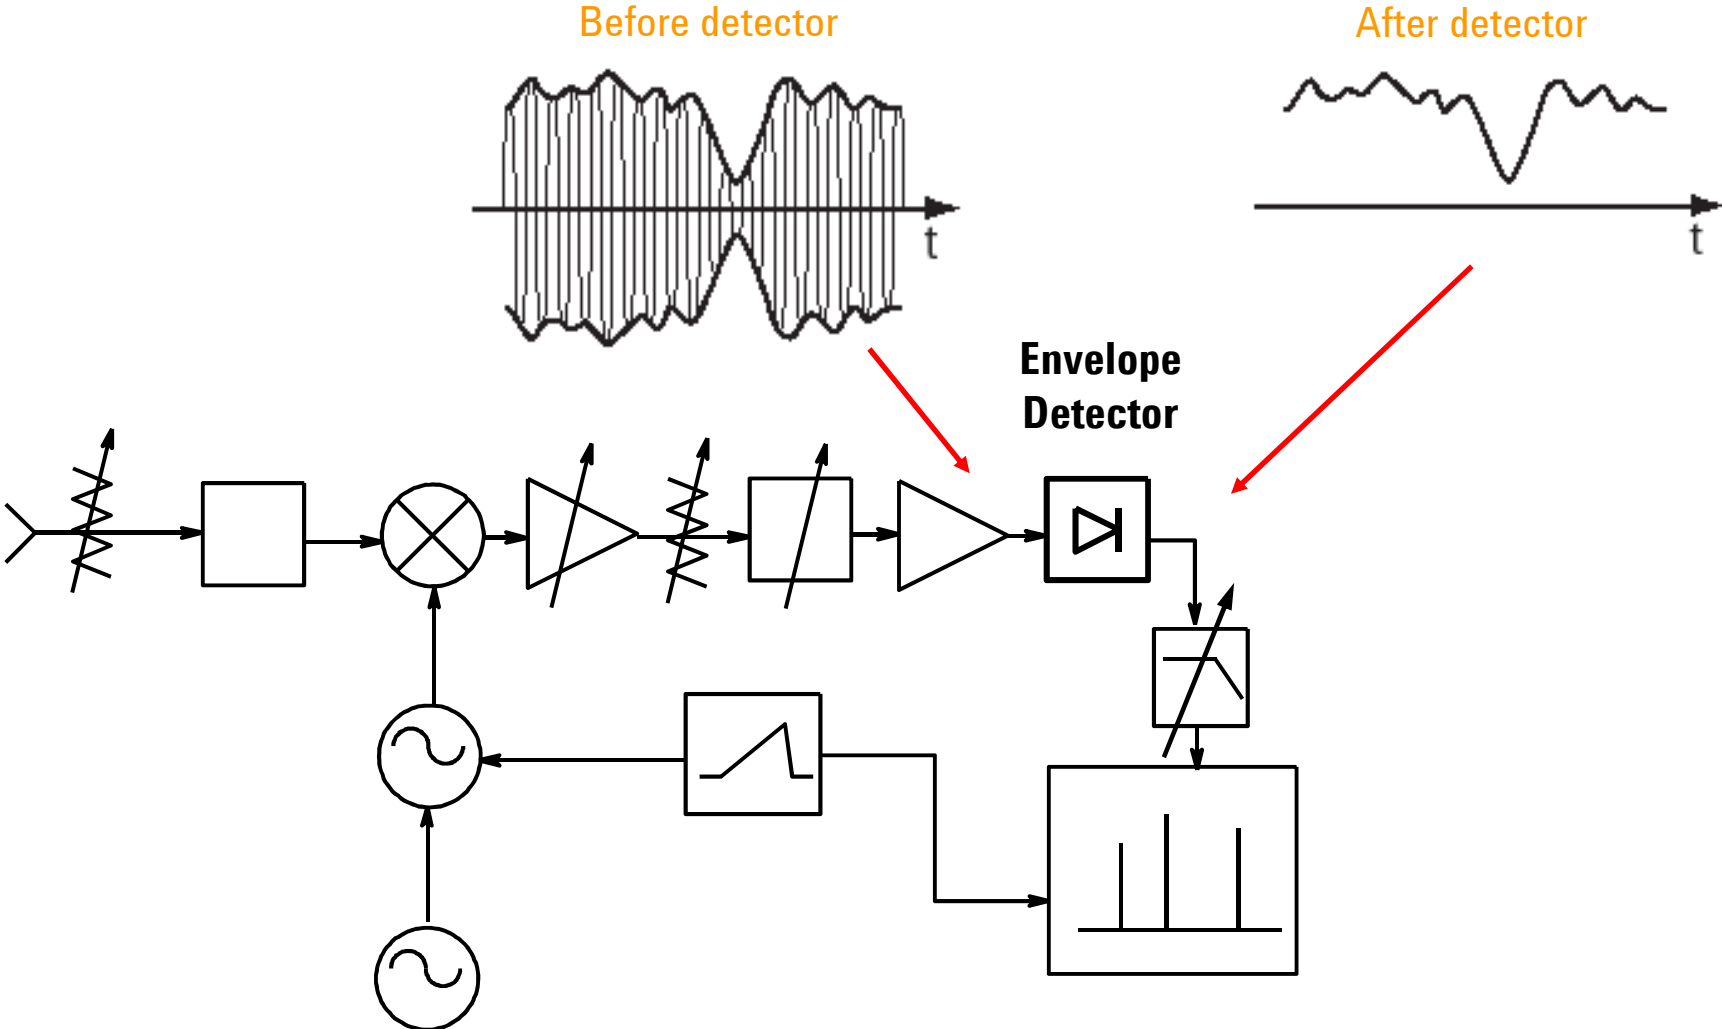 Before detector
After detector
t
t
Envelope
Detector